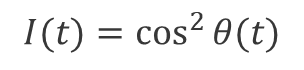 I(t) = cos² θ(t)